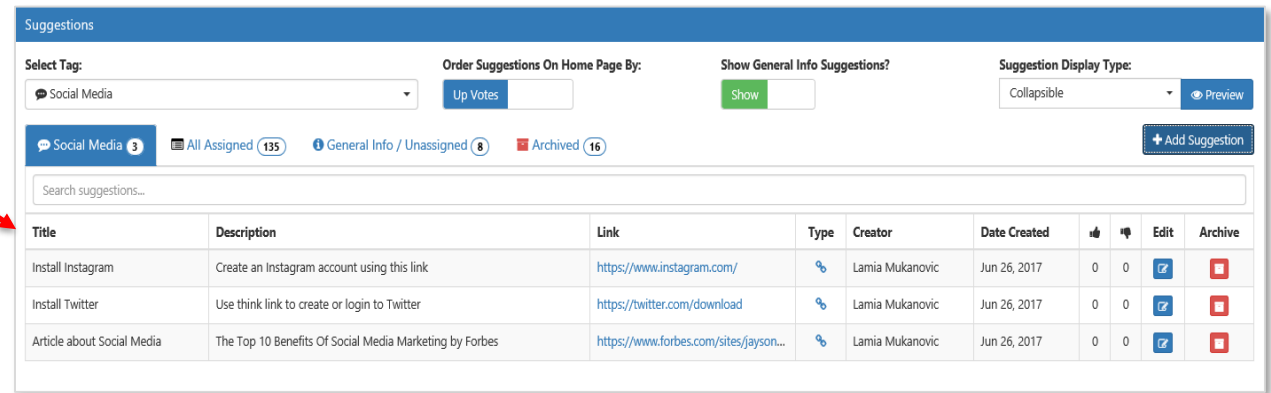 Suggestions
Select Tag: Order Suggestions On Home Page By: Show General Info Suggestions? Suggestion Display Type:
Social Media Up Votes Show Collapsible Preview
Social Media 3 All Assigned 135 General Info / Unassigned 8 Archived 16 + Add Suggestion
Search suggestions...
Title Description Link Type Creator Date Created Edit Archive
Install Instagram Create an Instagram account using this link https://www.instagram.com/ Lamia Mukanovic Jun 26, 2017 0 0
Install Twitter Use think link to create or login to Twitter https://twitter.com/download Lamia Mukanovic Jun 26, 2017 0 0
Article about Social Media The Top 10 Benefits Of Social Media Marketing by Forbes https://www.forbes.com/sites/jayson... Lamia Mukanovic Jun 26, 2017 0 0